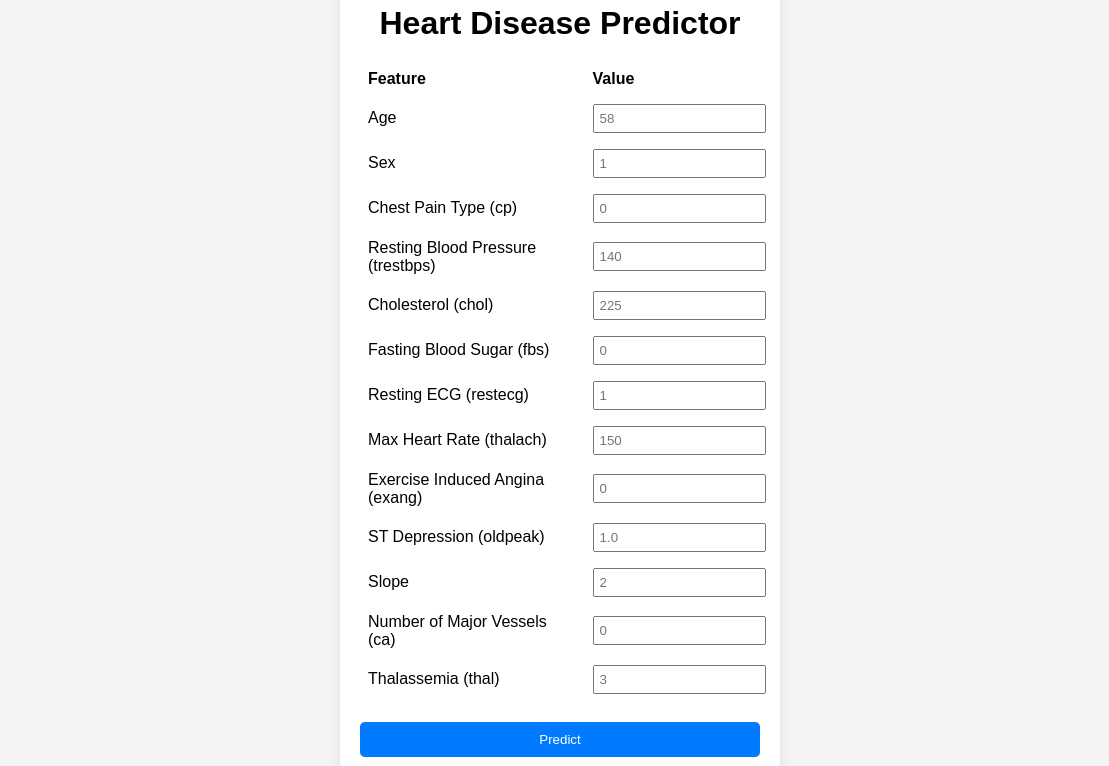 Heart Disease Predictor
Feature Value
Age 58
Sex 1
Chest Pain Type (cp) 0
Resting Blood Pressure
(trestbps) 140
Cholesterol (chol) 225
Fasting Blood Sugar (fbs) 0
Resting ECG (restecg) 1
Max Heart Rate (thalach) 150
Exercise Induced Angina
(exang) 0
ST Depression (oldpeak) 1.0
Slope 2
Number of Major Vessels
(ca) 0
Thalassemia (thal) 3
Predict